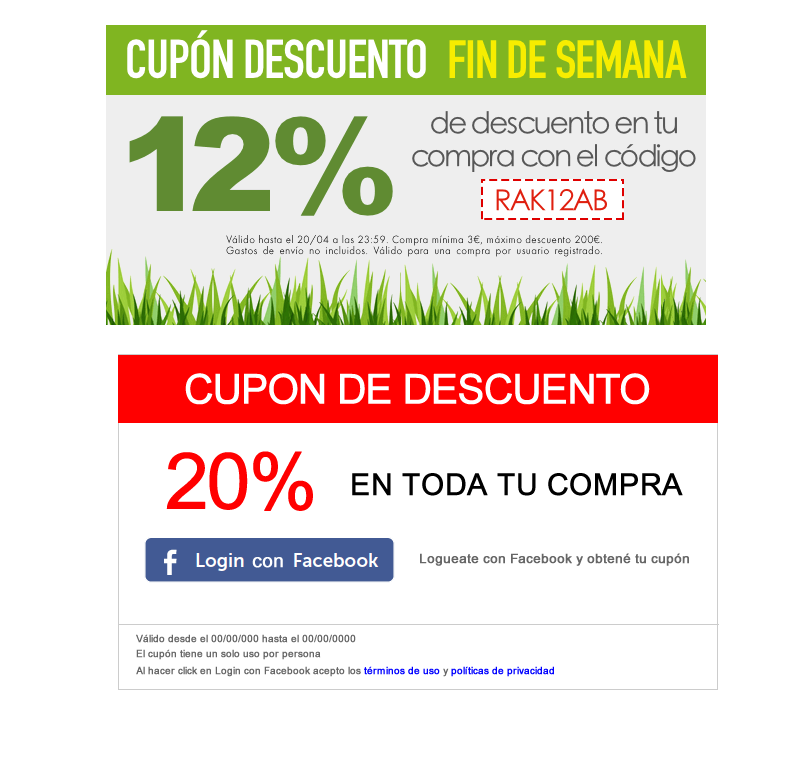 CUPÓN DESCUENTO FIN DE SEMANA
12%
de descuento en tu
compra con el código
RAK12AB
Válido hasta el 20/04 a las 23:59. Compra mínima 3€, máximo descuento 200€.
Gastos de envío no incluidos. Válido para una compra por usuario registrado.
CUPON DE DESCUENTO
20% EN TODA TU COMPRA
f Login con Facebook Logueate con Facebook y obtené tu cupón
Válido desde el 00/00/000 hasta el 00/00/0000
El cupón tiene un solo uso por persona
Al hacer click en Login con Facebook acepto los términos de uso y políticas de privacidad